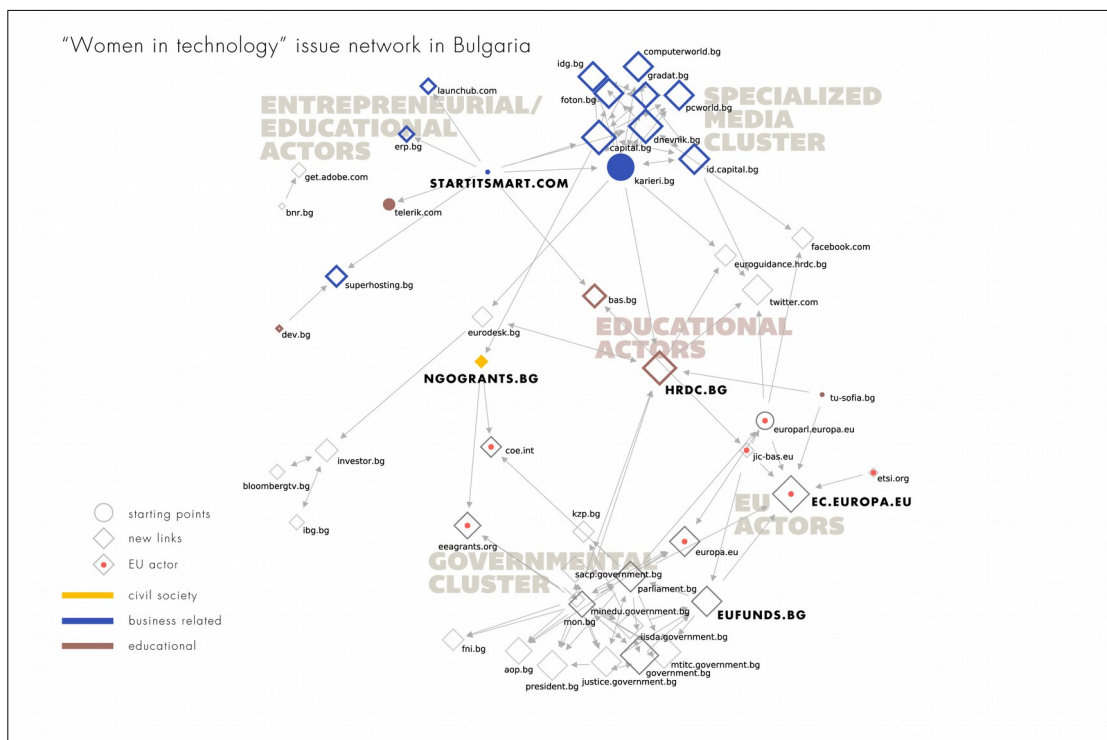 “Women in technology” issue network in Bulgaria
computerworld.bg
idg.bg
gradat.bg
launchub.com
foton.bg
pcworld.bg
ENTREPRENEURIAL/
EDUCATIONAL
ACTORS
SPECIALIZED
MEDIA
CLUSTER
erp.bg
capital.bg
dnevnik.bg
id.capital.bg
get.adobe.com
STARTITSMART.COM
karieri.bg
bnr.bg
telerik.com
facebook.com
euroguidance.hrdc.bg
superhosting.bg
bas.bg
twitter.com
dev.bg
eurodesk.bg
EDUCATIONAL
ACTORS
NGOGRANTS.BG
HRDC.BG
tu-sofia.bg
europarl.europa.eu
coe.int
jic-bas.eu
investor.bg
bloombergtv.bg
etsi.org
EC.EUROPA.EU
EU
ACTORS
ibg.bg
kzp.bg
eeagrants.org
europa.eu
GOVERNMENTAL
CLUSTER
sacp.government.bg
parliament.bg
minedu.government.bg
mon.bg
EUFUNDS.BG
iisda.government.bg
fni.bg
aop.bg
mtitc.government.bg
government.bg
justice.government.bg
president.bg
starting points
new links
EU actor
civil society
business related
educational